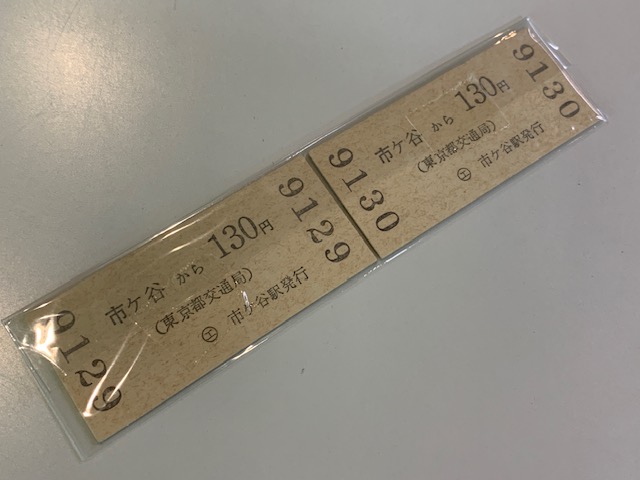 9129
市ケ谷 から 130円
(東京都交通局)
㋓ 市ケ谷駅発行
9129
9130
市ケ谷 から 130円
(東京都交通局)
㋓ 市ケ谷駅発行
9130